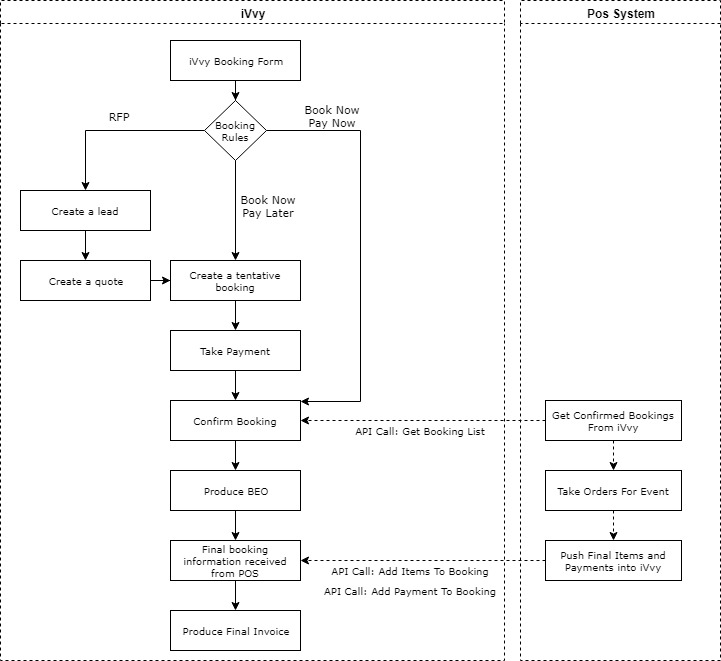 iVvy
Pos System
iVvy Booking Form
Booking
Rules
RFP
Book Now
Pay Now
Book Now
Pay Later
Create a lead
Create a quote
Create a tentative
booking
Take Payment
Confirm Booking
Get Confirmed Bookings
From iVvy
API Call: Get Booking List
Produce BEO
Take Orders For Event
Final booking
information received
from POS
Push Final Items and
Payments into iVvy
API Call: Add Items To Booking
API Call: Add Payment To Booking
Produce Final Invoice